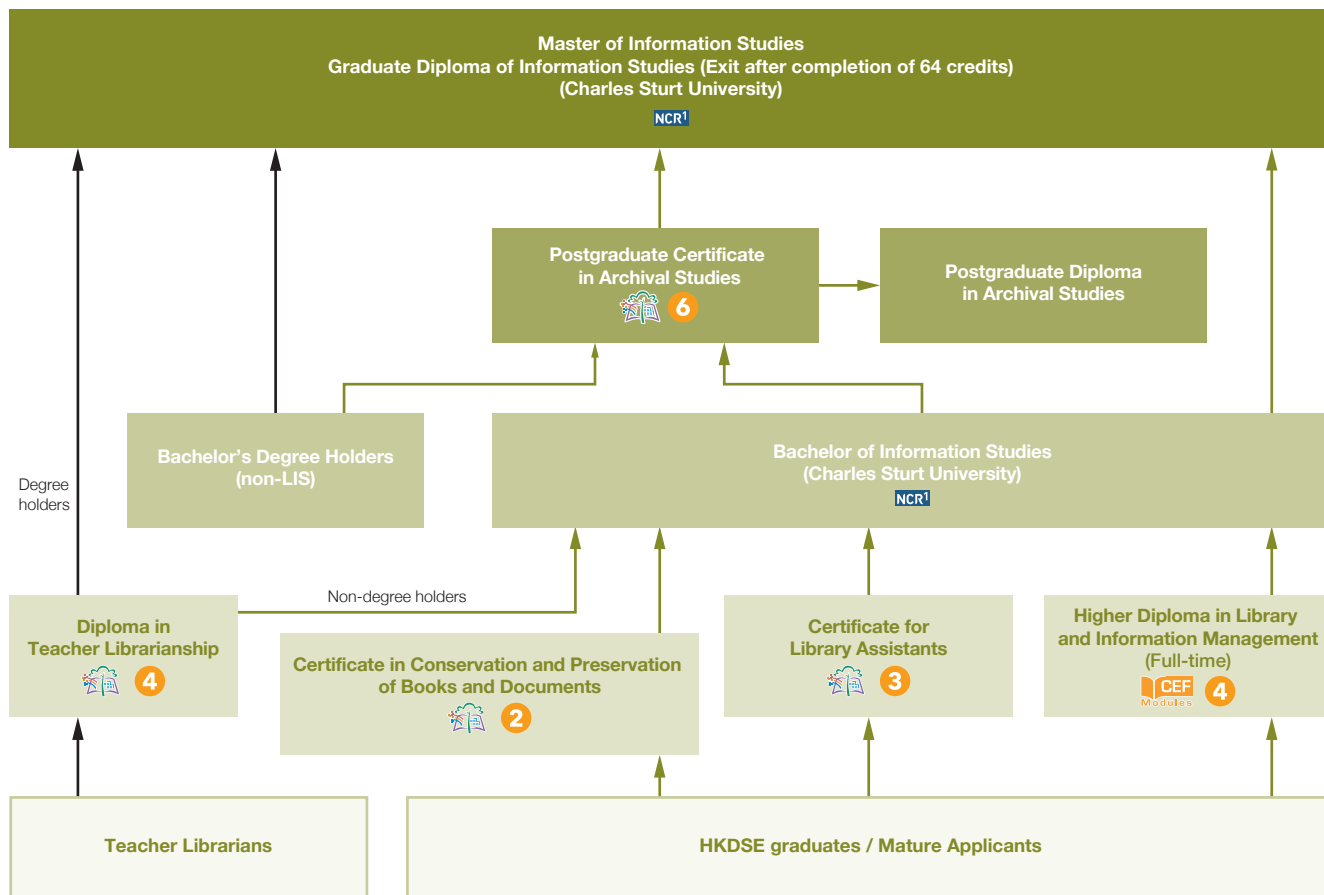 Master of Information Studies
Graduate Diploma of Information Studies (Exit after completion of 64 credits)
(Charles Sturt University)
NCR1
Postgraduate Certificate
in Archival Studies
6
Postgraduate Diploma
in Archival Studies
Bachelor's Degree Holders
(non-LIS)
Bachelor of Information Studies
(Charles Sturt University)
NCR1
Degree
holders
Non-degree holders
Diploma in
Teacher Librarianship
4
Certificate in Conservation and Preservation
of Books and Documents
2
Certificate for
Library Assistants
3
Higher Diploma in Library
and Information Management
(Full-time)
CEF
Modules
4
Teacher Librarians
HKDSE graduates / Mature Applicants